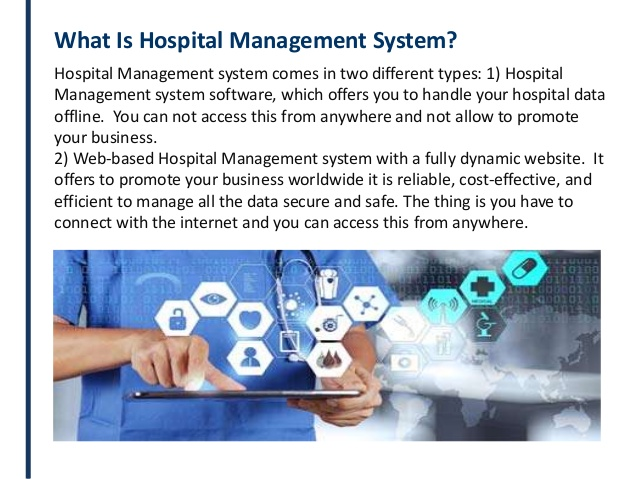 What Is Hospital Management System?
Hospital Management system comes in two different types: 1) Hospital
Management system software, which offers you to handle your hospital data
offline.  You can not access this from anywhere and not allow to promote
your business.
2) Web-based Hospital Management system with a fully dynamic website.  It
offers to promote your business worldwide it is reliable, cost-effective, and
efficient to manage all the data secure and safe. The thing is you have to
connect with the internet and you can access this from anywhere.
MEDICAL